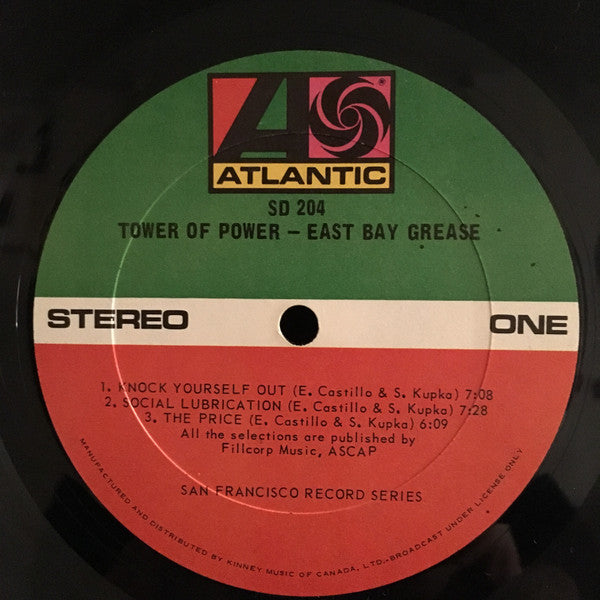 A
®
ATLANTIC
SD 204
TOWER OF POWER – EAST BAY GREASE
STEREO
ONE
1. KNOCK YOURSELF OUT (E. Castillo & S. Kupka) 7:08
2. SOCIAL LUBRICATION (E. Castillo & S. Kupka) 7:28
3. THE PRICE (E. Castillo & S. Kupka) 6:09
All the selections are published by
Fillcorp Music, ASCAP
SAN FRANCISCO RECORD SERIES
MANUFACTURED AND DISTRIBUTED BY KINNEY MUSIC OF CANADA, LTD.-BROADCAST UNDER LICENSE ONLY